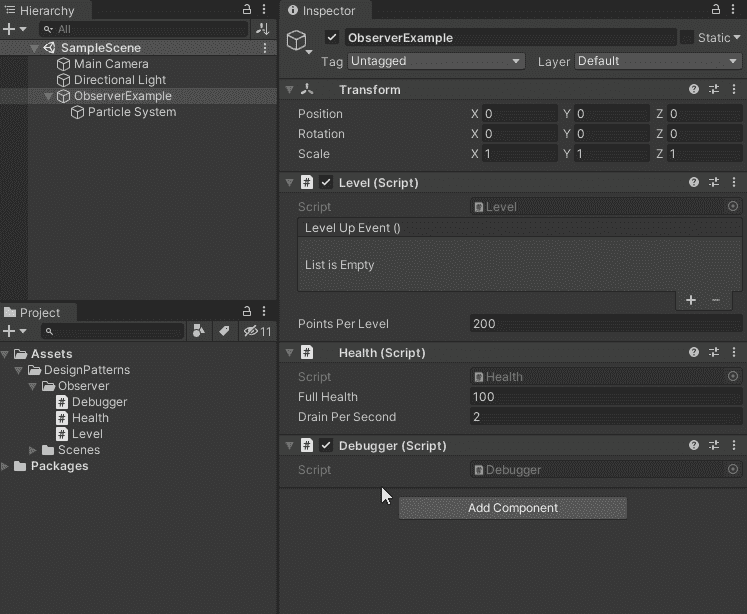 Hierarchy
All
SampleScene
Main Camera
Directional Light
ObserverExample
Particle System
Project
11
Assets
DesignPatterns
Observer
Debugger
Health
Level
Scenes
Packages
Inspector
ObserverExample
Static
Tag Untagged Layer Default
Transform
Position X 0 Y 0 Z 0
Rotation X 0 Y 0 Z 0
Scale X 1 Y 1 Z 1
# Level (Script)
Script Level
Level Up Event ()
List is Empty
+ −
Points Per Level 200
# Health (Script)
Script Health
Full Health 100
Drain Per Second 2
# Debugger (Script)
Script Debugger
Add Component